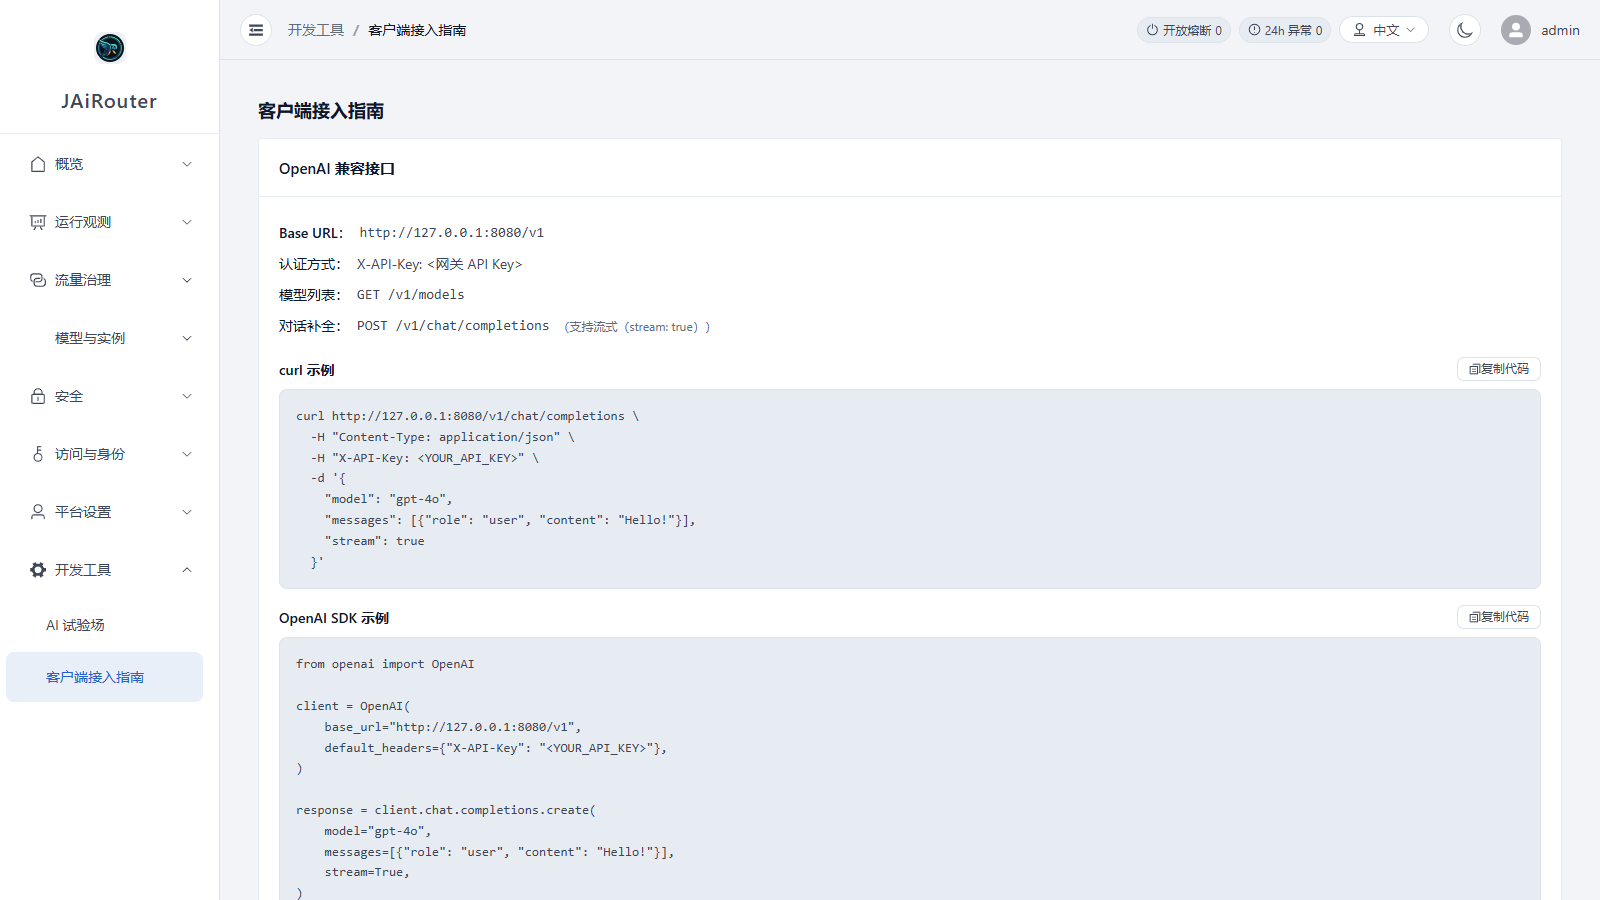 JAiRouter
概览
运行观测
流量治理
模型与实例
安全
访问与身份
平台设置
开发工具
AI 试验场
客户端接入指南
开发工具 / 客户端接入指南
开放熔断 0
24h 异常 0
中文
admin
客户端接入指南
OpenAI 兼容接口
Base URL: http://127.0.0.1:8080/v1
认证方式： X-API-Key: <网关 API Key>
模型列表： GET /v1/models
对话补全： POST /v1/chat/completions （支持流式（stream: true））
curl 示例
复制代码
curl http://127.0.0.1:8080/v1/chat/completions \
  -H "Content-Type: application/json" \
  -H "X-API-Key: <YOUR_API_KEY>" \
  -d '{
    "model": "gpt-4o",
    "messages": [{"role": "user", "content": "Hello!"}],
    "stream": true
  }'
OpenAI SDK 示例
复制代码
from openai import OpenAI
client = OpenAI(
    base_url="http://127.0.0.1:8080/v1",
    default_headers={"X-API-Key": "<YOUR_API_KEY>"},
)
response = client.chat.completions.create(
    model="gpt-4o",
    messages=[{"role": "user", "content": "Hello!"}],
    stream=True,
)